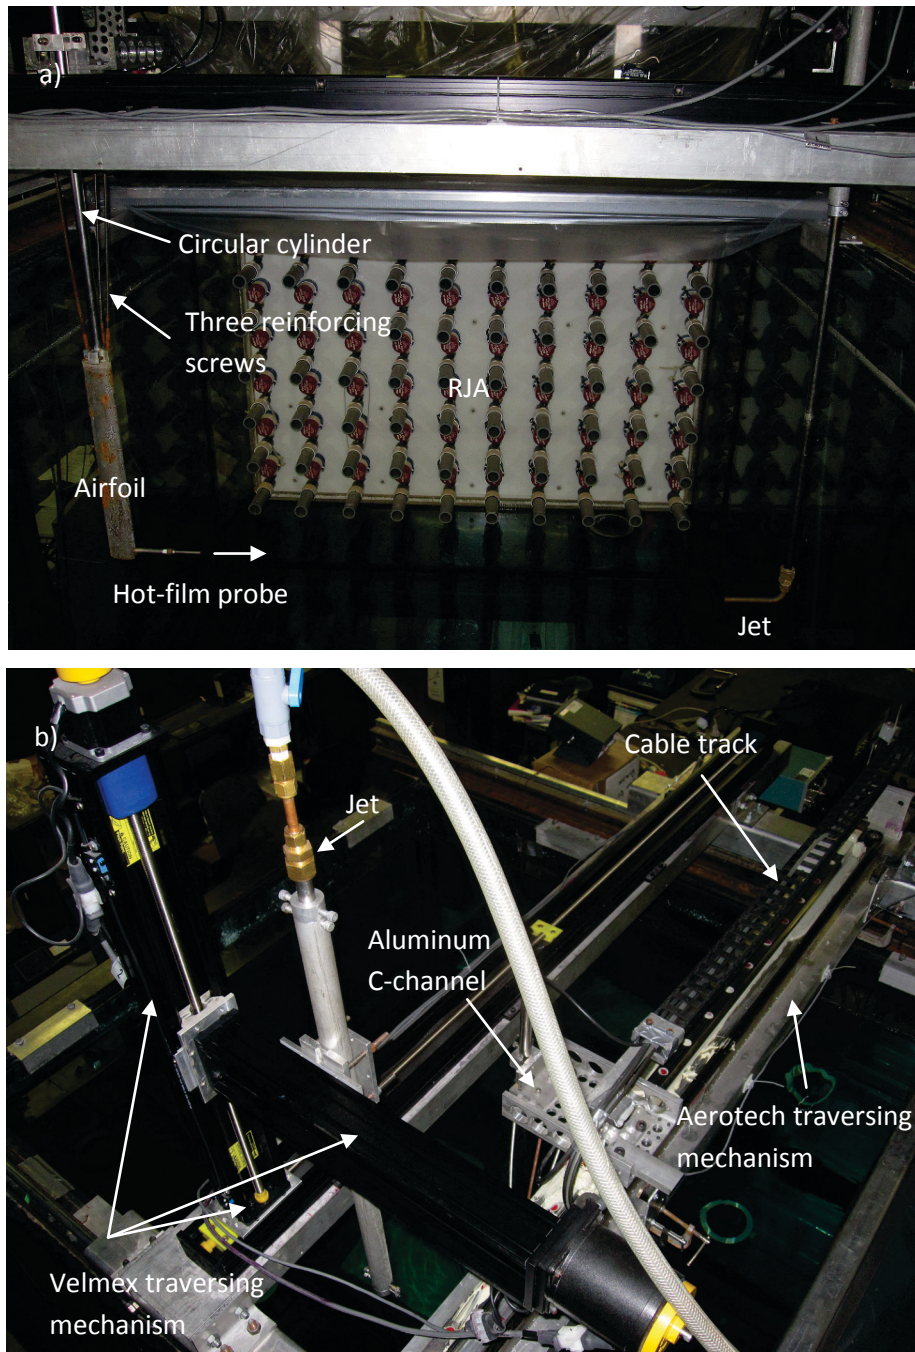 a)
Circular cylinder
Three reinforcing
screws
RJA
Airfoil
Hot-film probe
Jet
b)
Cable track
Jet
Aluminum
C-channel
Aerotech traversing
mechanism
Velmex traversing
mechanism